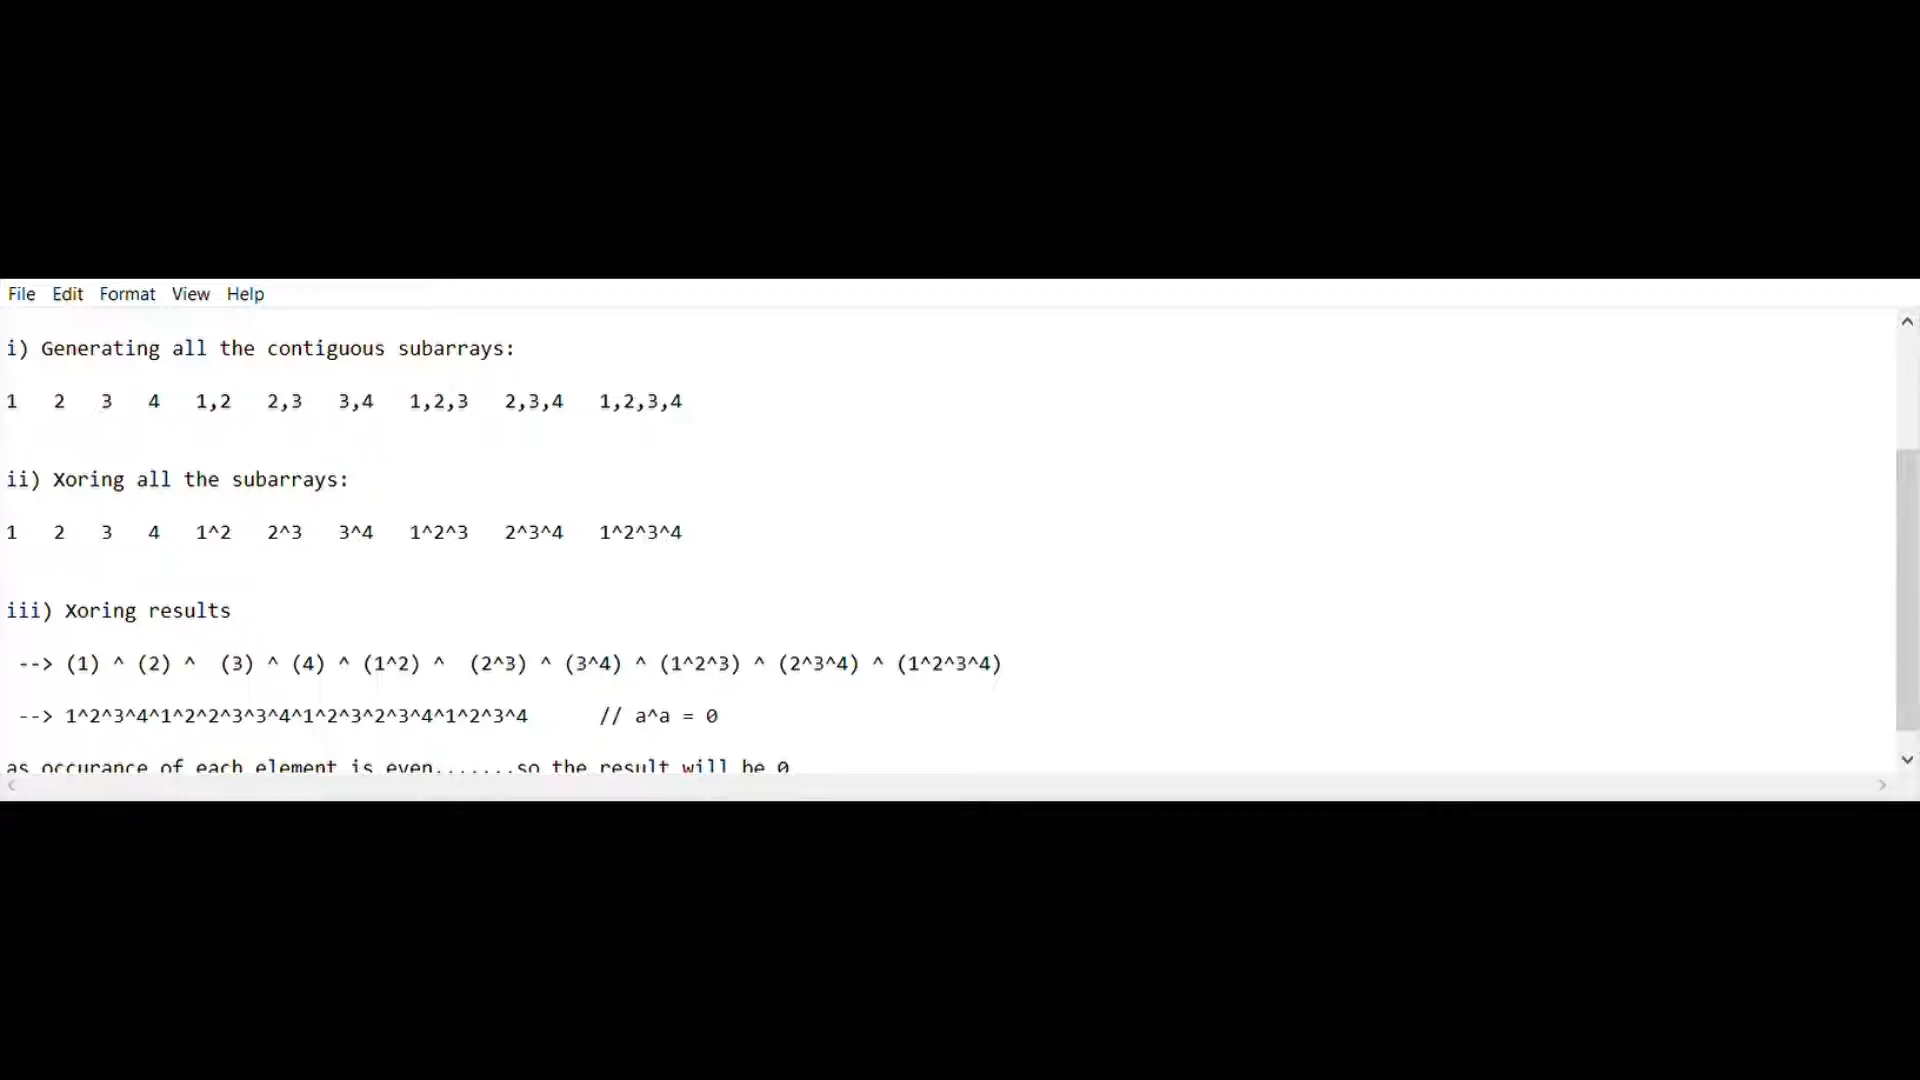 File Edit Format View Help
i) Generating all the contiguous subarrays:
1 2 3 4 1,2 2,3 3,4 1,2,3 2,3,4 1,2,3,4
ii) Xoring all the subarrays:
1 2 3 4 1^2 2^3 3^4 1^2^3 2^3^4 1^2^3^4
iii) Xoring results
--> (1) ^ (2) ^ (3) ^ (4) ^ (1^2) ^ (2^3) ^ (3^4) ^ (1^2^3) ^ (2^3^4) ^ (1^2^3^4)
--> 1^2^3^4^1^2^2^3^3^4^1^2^3^2^3^4^1^2^3^4 // a^a = 0
as occurance of each element is even.......so the result will be 0